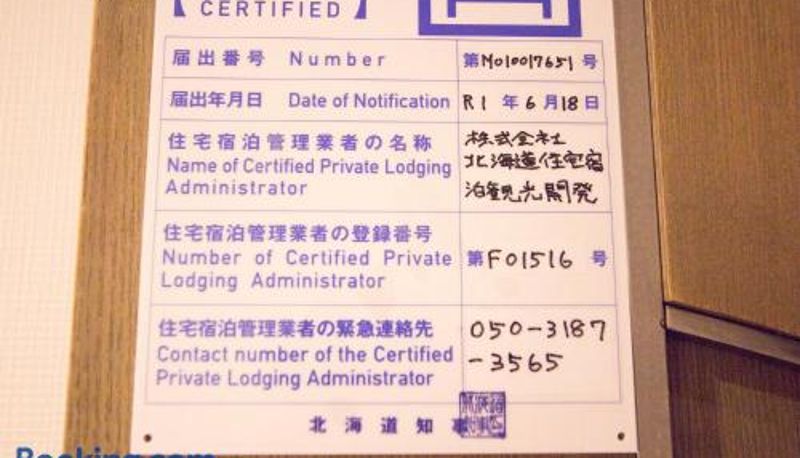 【 CERTIFIED 】
届出番号 Number 第M010017651号
届出年月日 Date of Notification R1年6月18日
住宅宿泊管理業者の名称
Name of Certified Private Lodging
Administrator
株式会社
北海道住宅宿
泊観光開発
住宅宿泊管理業者の登録番号
Number of Certified Private
Lodging Administrator
第F01516号
住宅宿泊管理業者の緊急連絡先
Contact number of the Certified
Private Lodging Administrator
050-3187
-3565
北海道知事
Booking.com